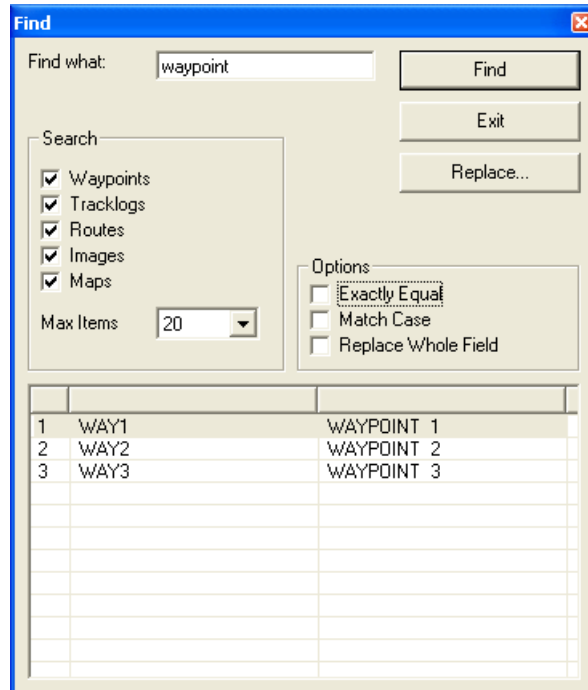 Find
Find what: waypoint
Find
Exit
Replace...
Search
Waypoints
Tracklogs
Routes
Images
Maps
Max Items 20
Options
Exactly Equal
Match Case
Replace Whole Field
1 WAY1 WAYPOINT 1
2 WAY2 WAYPOINT 2
3 WAY3 WAYPOINT 3